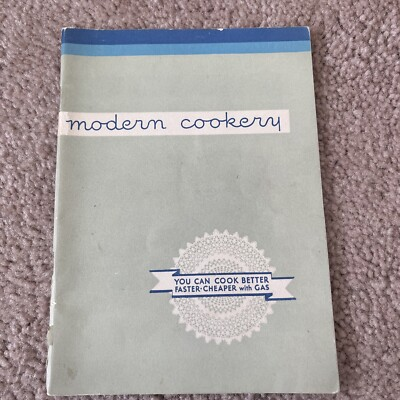 modern cookery
YOU CAN COOK BETTER
FASTER-CHEAPER with GAS